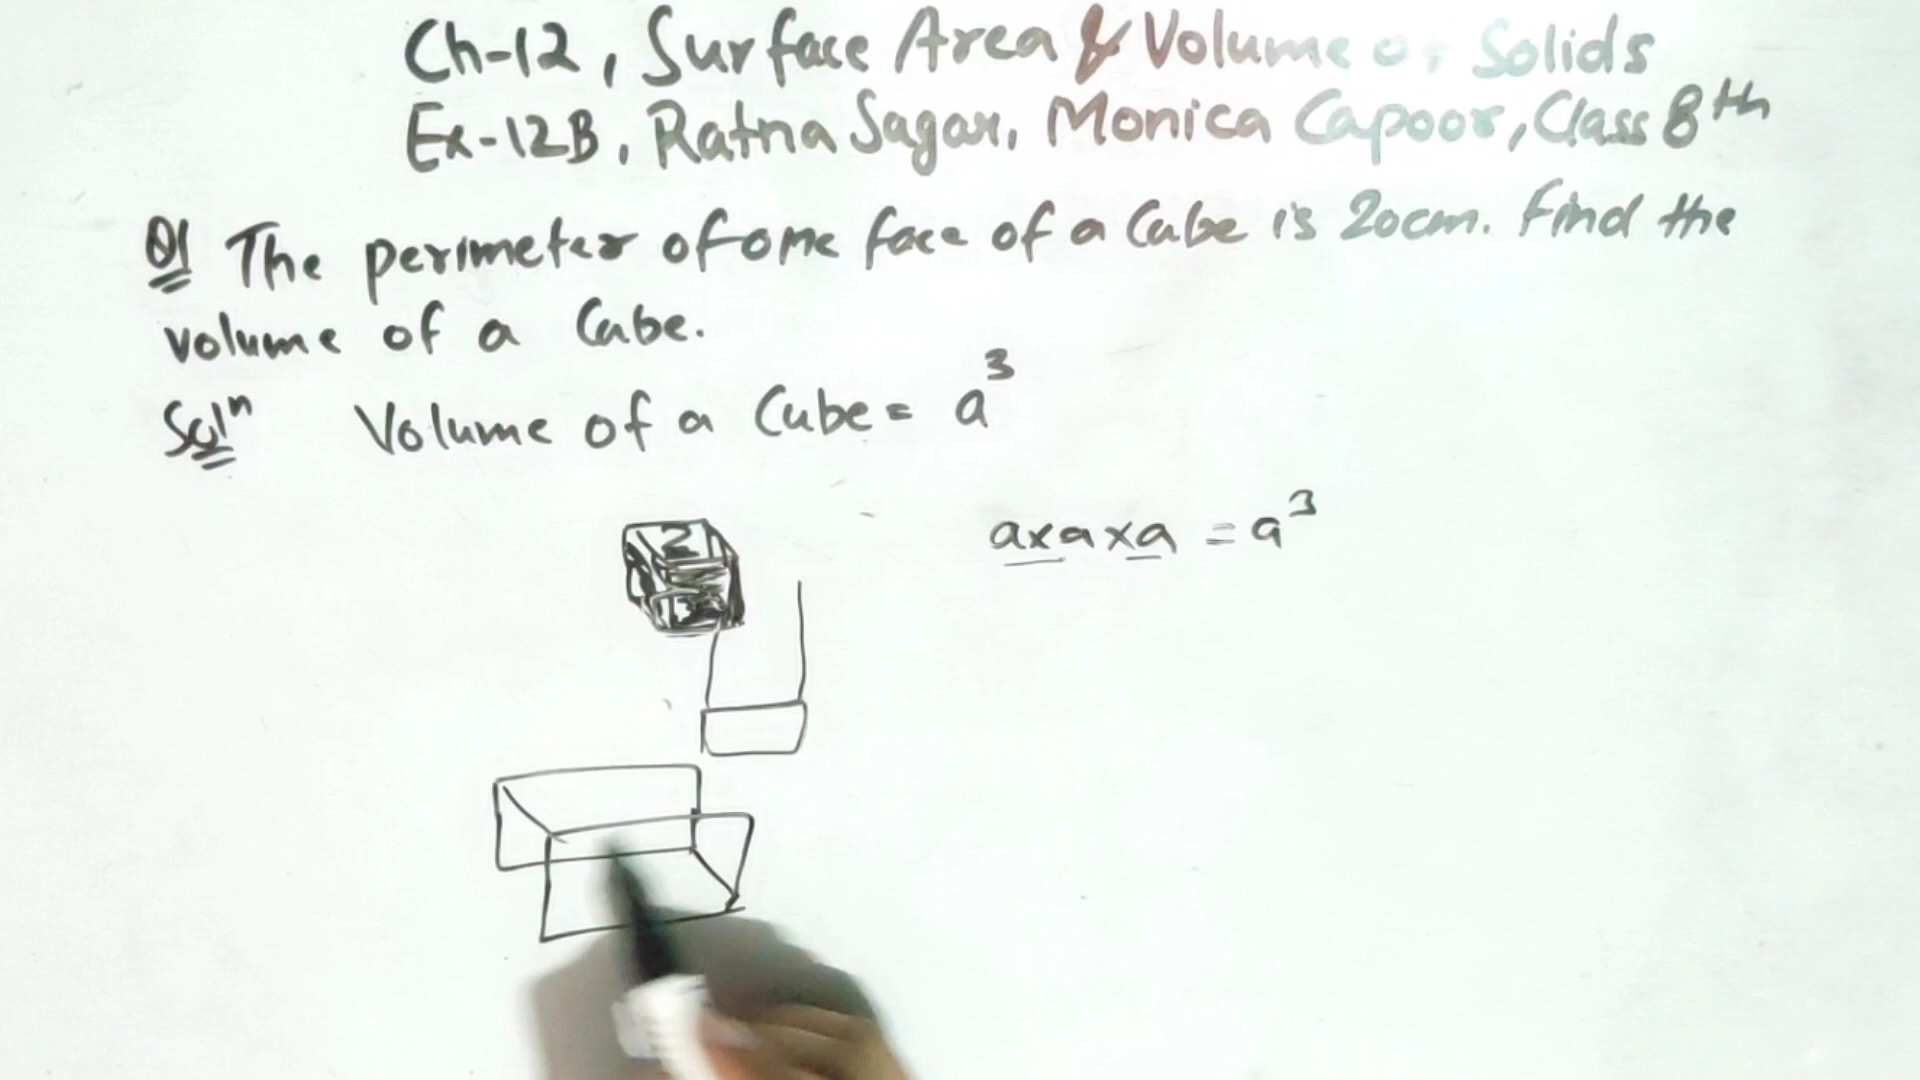 Ch-12, Surface Area & Volume of Solids
Ex-12B, Ratna Sagar, Monica Capoor, Class 8th
Q1 The perimeter of one face of a Cube is 20cm. Find the
volume of a Cube.
Solⁿ Volume of a Cube = a³
2
a×a×a = a³